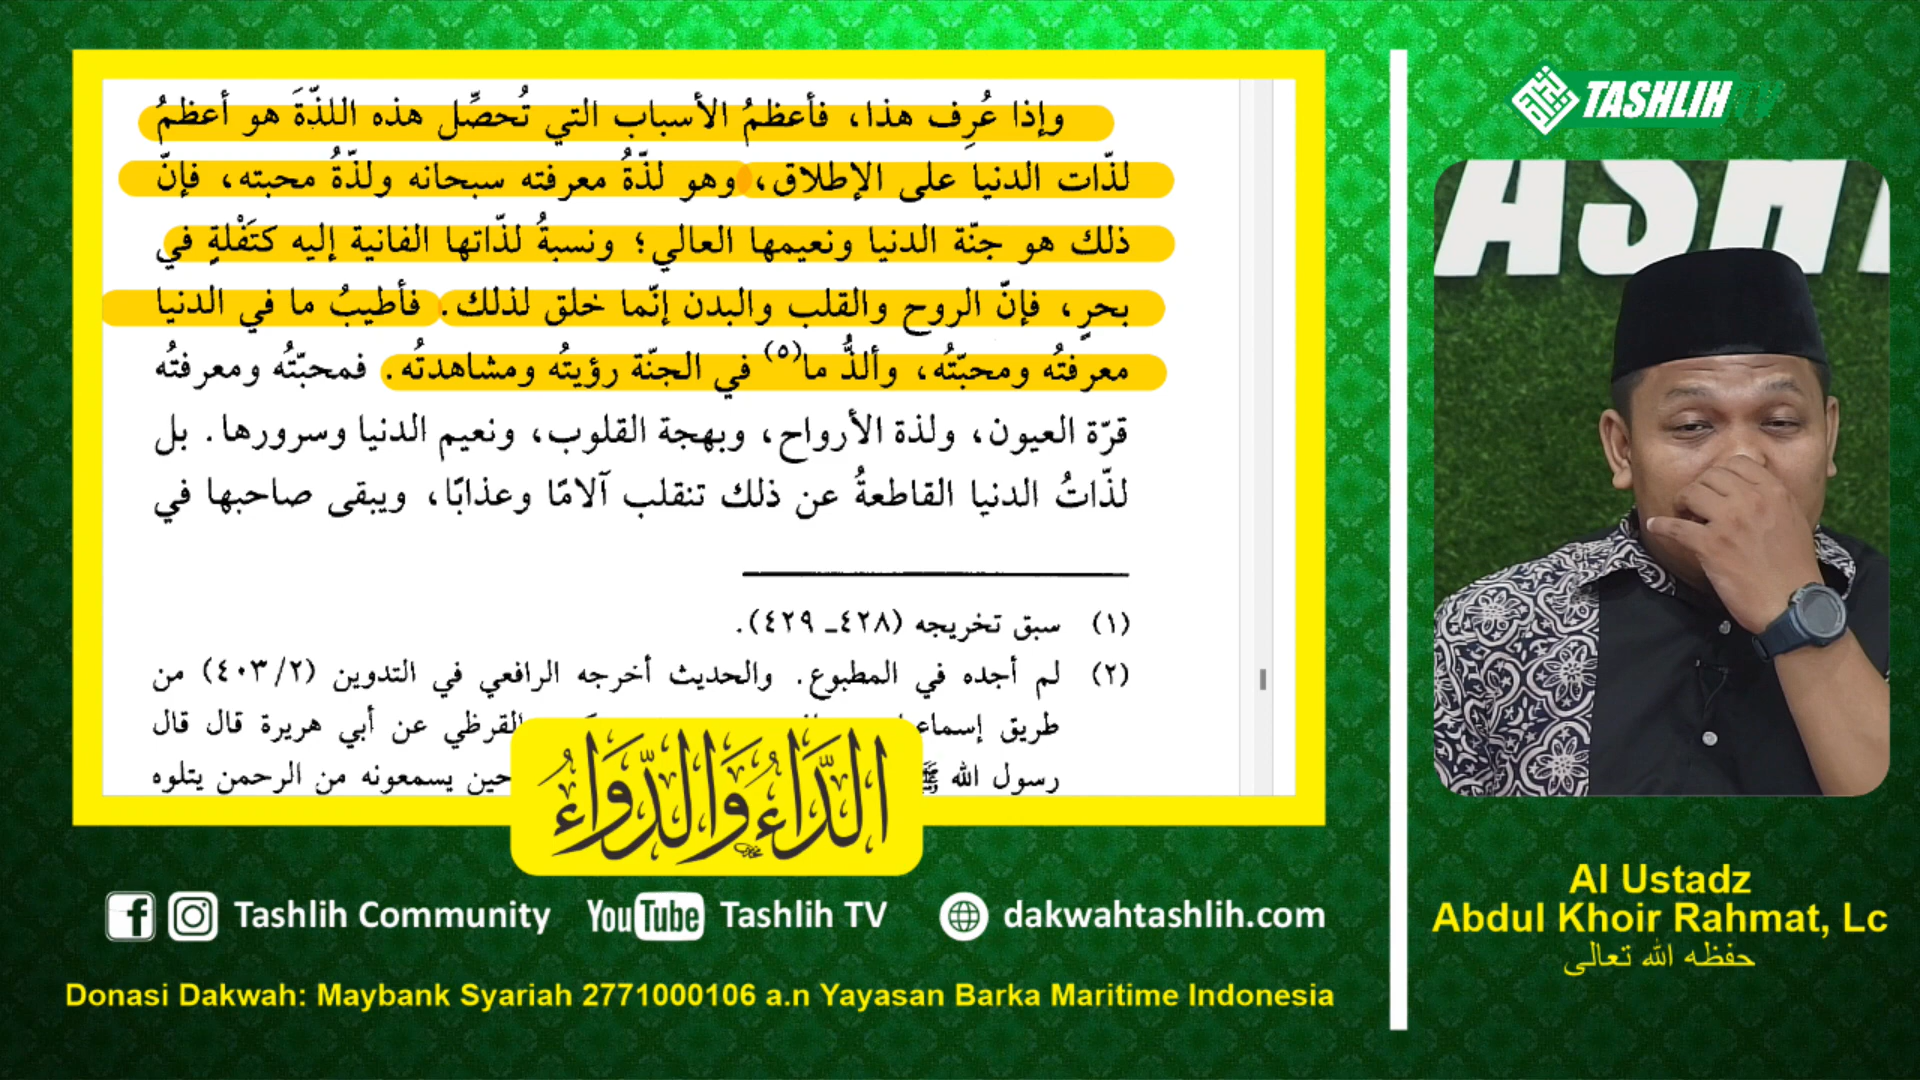 وإذا عُرِف هذا، فأعظمُ الأسباب التي تُحصِّل هذه اللذّةَ هو أعظمُ
لذّات الدنيا على الإطلاق، وهو لذّةُ معرفته سبحانه ولذّةُ محبته، فإنّ
ذلك هو جنّة الدنيا ونعيمها العالي؛ ونسبةُ لذّاتها الفانية إليه كتَفْلةٍ في
بحرٍ، فإنّ الروح والقلب والبدن إنّما خلق لذلك. فأطيبُ ما في الدنيا
معرفتُه ومحبّتُه، وألذُّ ما(٥) في الجنّة رؤيتُه ومشاهدتُه. فمحبّتُه ومعرفتُه
قرّة العيون، ولذة الأرواح، وبهجة القلوب، ونعيم الدنيا وسرورها. بل
لذّاتُ الدنيا القاطعةُ عن ذلك تنقلب آلامًا وعذابًا، ويبقى صاحبها في
(١) سبق تخريجه (٤٢٨ـ ٤٢٩).
(٢) لم أجده في المطبوع. والحديث أخرجه الرافعي في التدوين (٤٠٣/٢) من
طريق القرظي عن أبي هريرة قال قال
رسول الله ﷺ حين يسمعونه من الرحمن يتلوه
الدَّاءُ وَالدَّوَاءُ
Tashlih Community YouTube Tashlih TV dakwahtashlih.com
Donasi Dakwah: Maybank Syariah 2771000106 a.n Yayasan Barka Maritime Indonesia
TASHLIH TV
ASH
Al Ustadz
Abdul Khoir Rahmat, Lc
حفظه الله تعالى